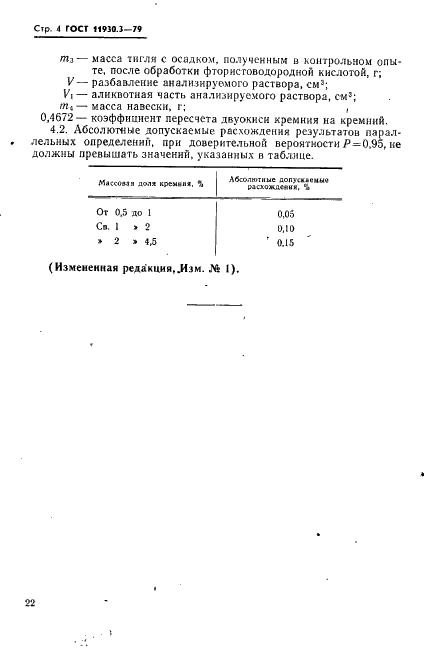 Стр. 4 ГОСТ 11930.3—79
m₃ — масса тигля с осадком, полученным в контрольном опы-
те, после обработки фтористоводородной кислотой, г;
V — разбавление анализируемого раствора, см³;
V₁ — аликвотная часть анализируемого раствора, см³;
m₄ — масса навески, г;
0,4672 — коэффициент пересчета двуокиси кремния на кремний.
4.2. Абсолютные допускаемые расхождения результатов парал-
лельных определений, при доверительной вероятности P=0,95, не
должны превышать значений, указанных в таблице.
Массовая доля кремния, % Абсолютные допускаемые
расхождения, %
От 0,5 до 1 0,05
Св. 1 » 2 0,10
» 2 » 4,5 0,15
(Измененная редакция, Изм. № 1).
22